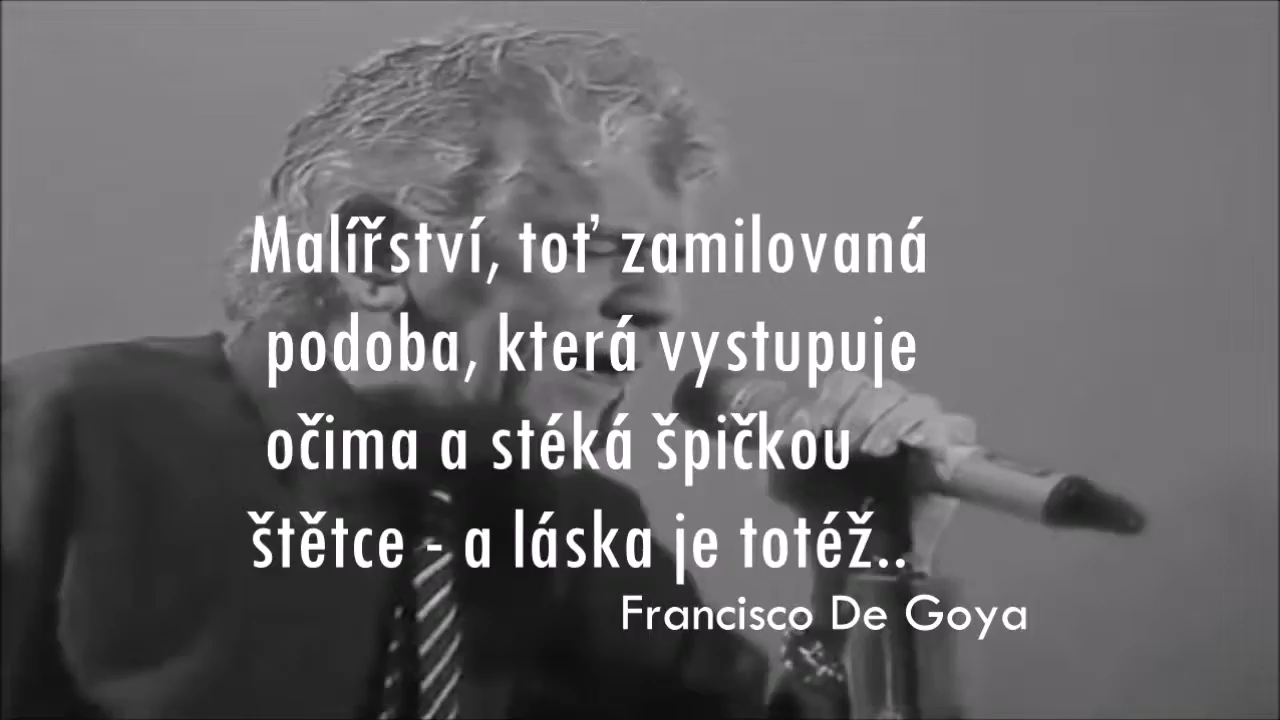 Malířství, toť zamilovaná
podoba, která vystupuje
očima a stéká špičkou
štětce - a láska je totéž..
Francisco De Goya